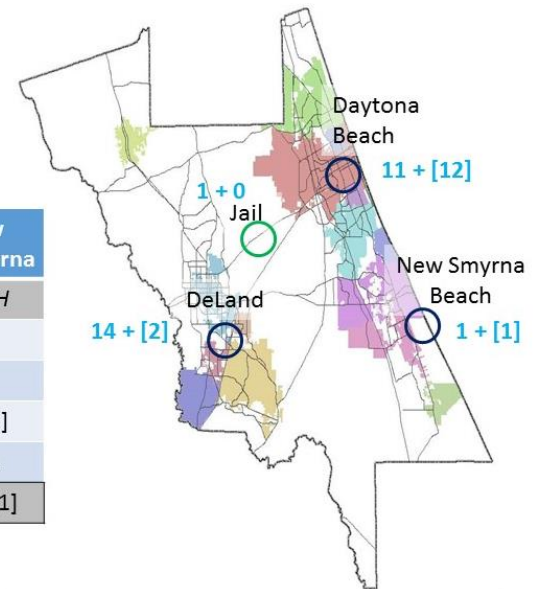 rna
H
]
1]
Daytona
Beach
11 + [12]
1 + 0
Jail
New Smyrna
Beach
1 + [1]
DeLand
14 + [2]